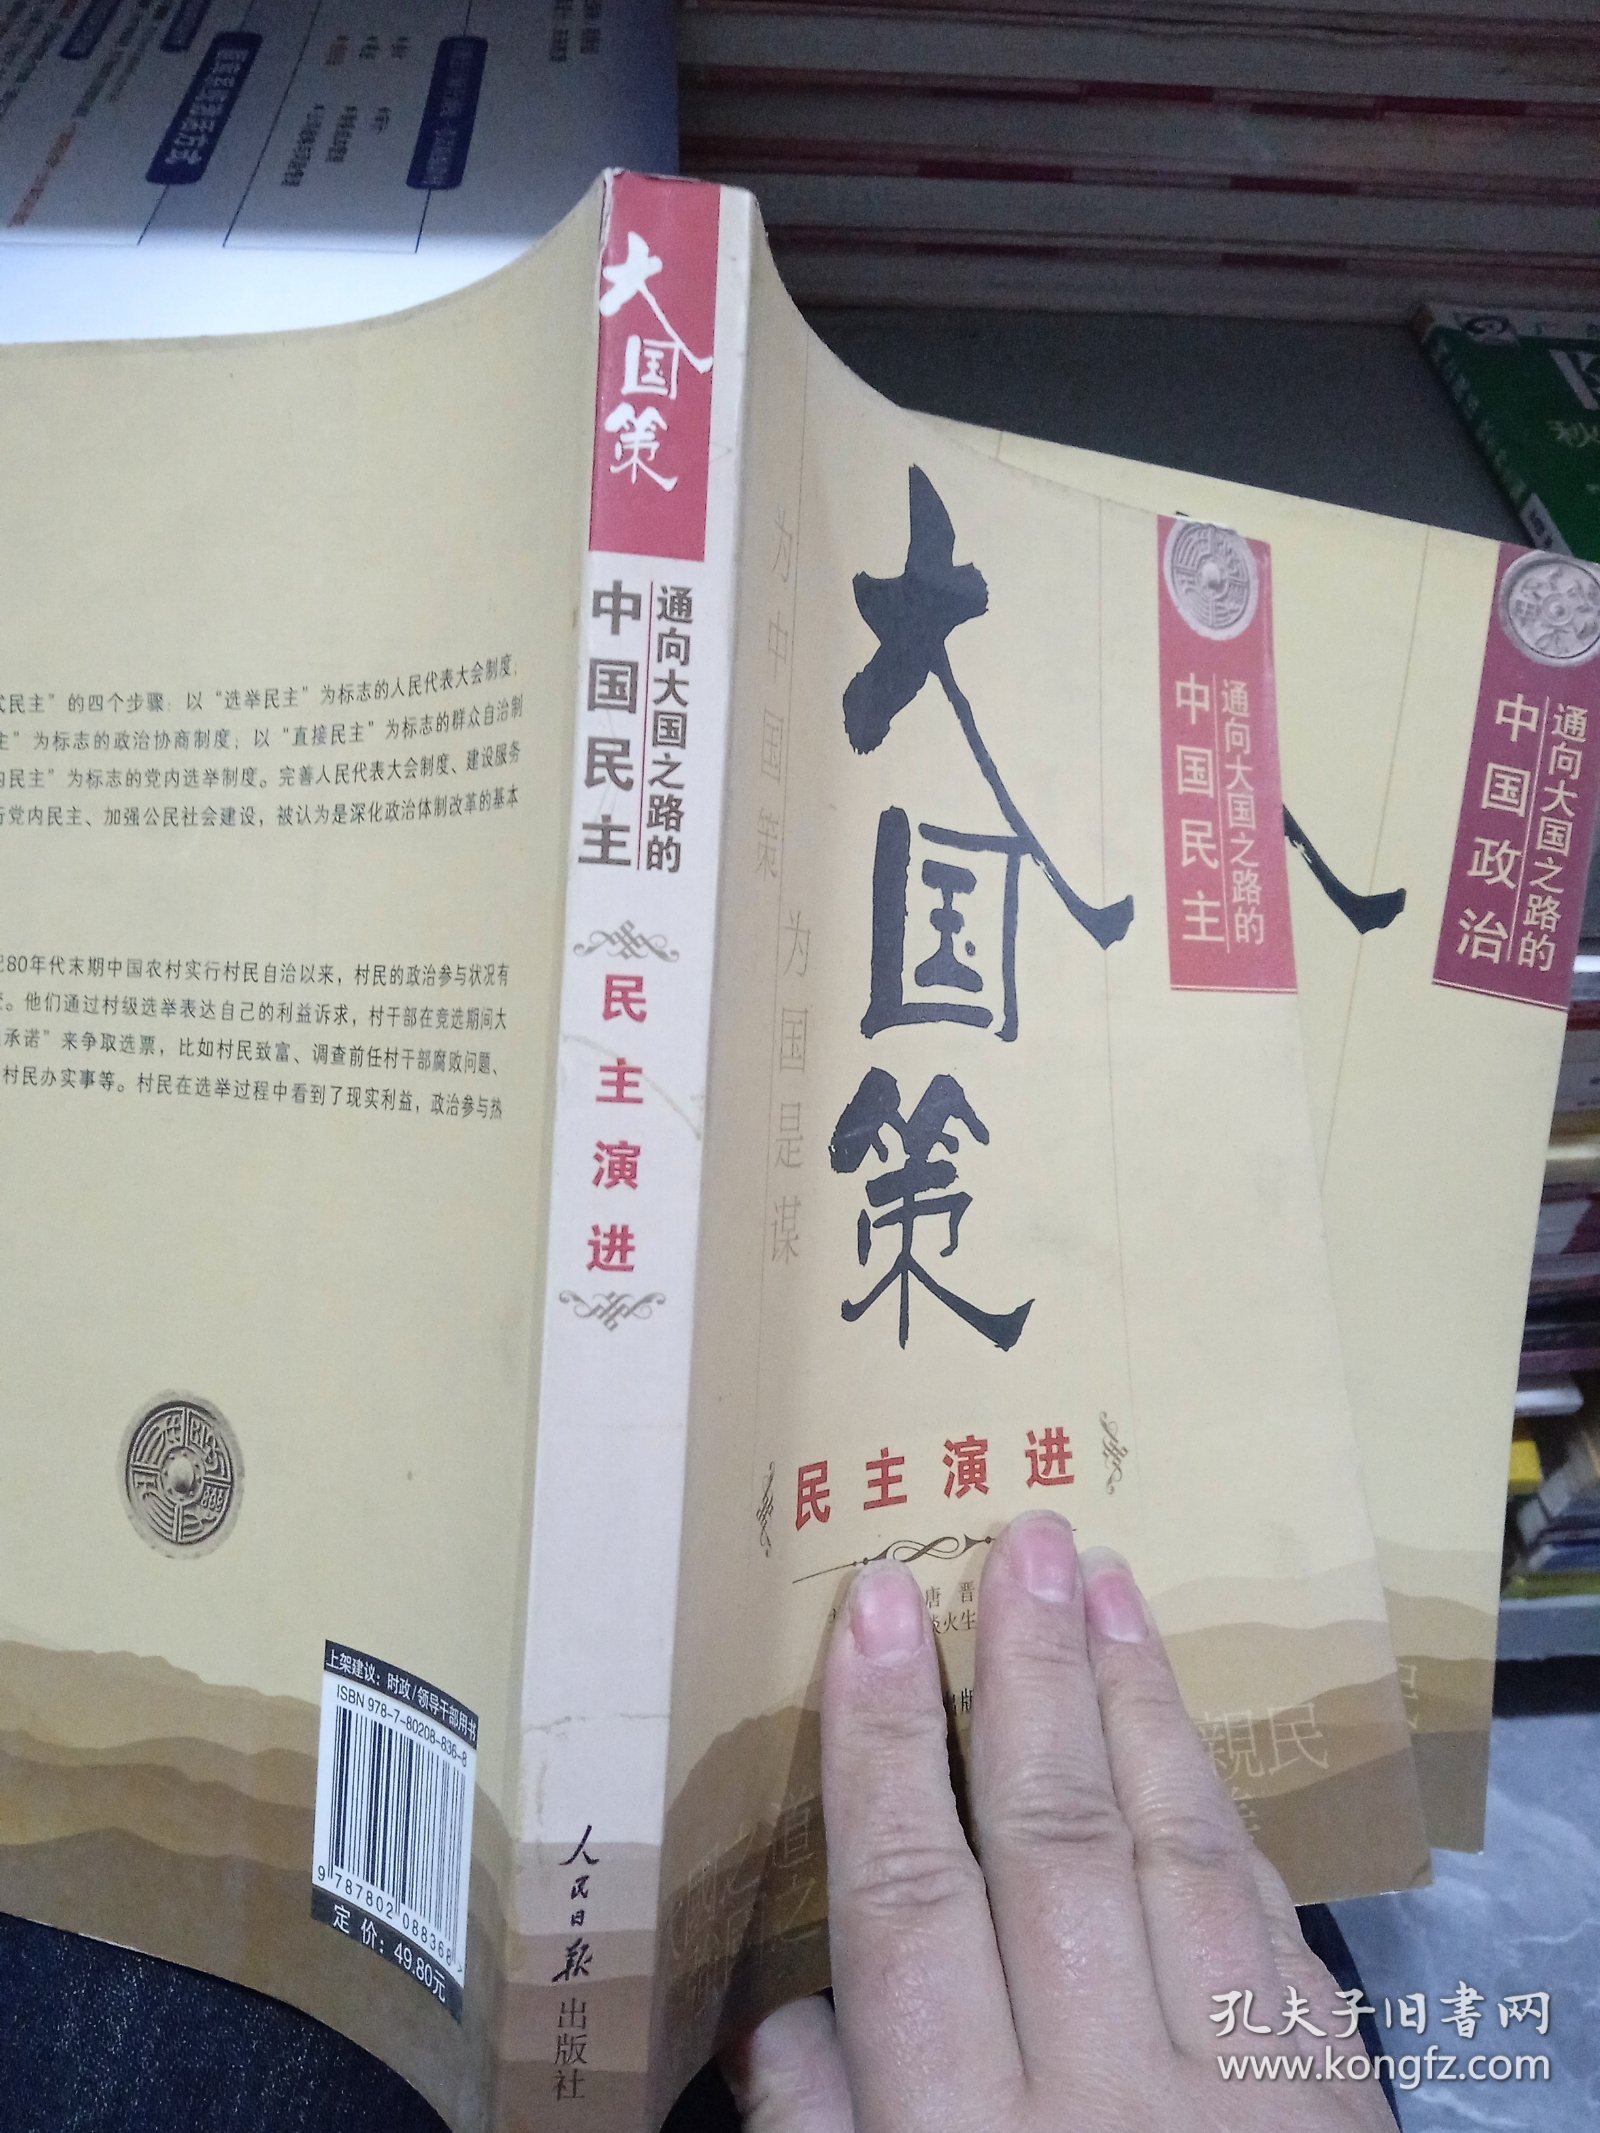 大国策
通向大国之路的
中国民主
民主演进
人民日报出版社
式民主”的四个步骤：以“选举民主”为标志的人民代表大会制度，
主”为标志的政治协商制度；以“直接民主”为标志的群众自治制
内民主”为标志的党内选举制度。完善人民代表大会制度、建设服务
行党内民主、加强公民社会建设，被认为是深化政治体制改革的基本
纪80年代末期中国农村实行村民自治以来，村民的政治参与状况有
他们通过村级选举表达自己的利益诉求，村干部在竞选期间大
承诺”来争取选票，比如村民致富、调查前任村干部腐败问题、
村民办实事等。村民在选举过程中看到了现实利益，政治参与热
上架建议：时政/领导干部用书
ISBN 978-7-80208-836-8
9 787802 088368 >
定价：49.80元
为中国策 为国是谋
大国策
通向大国之路的
中国民主
民主演进
唐晋
火生
出版
親民
道之
通向大国之路的
中国政治
孔夫子旧书网
www.kongfz.com